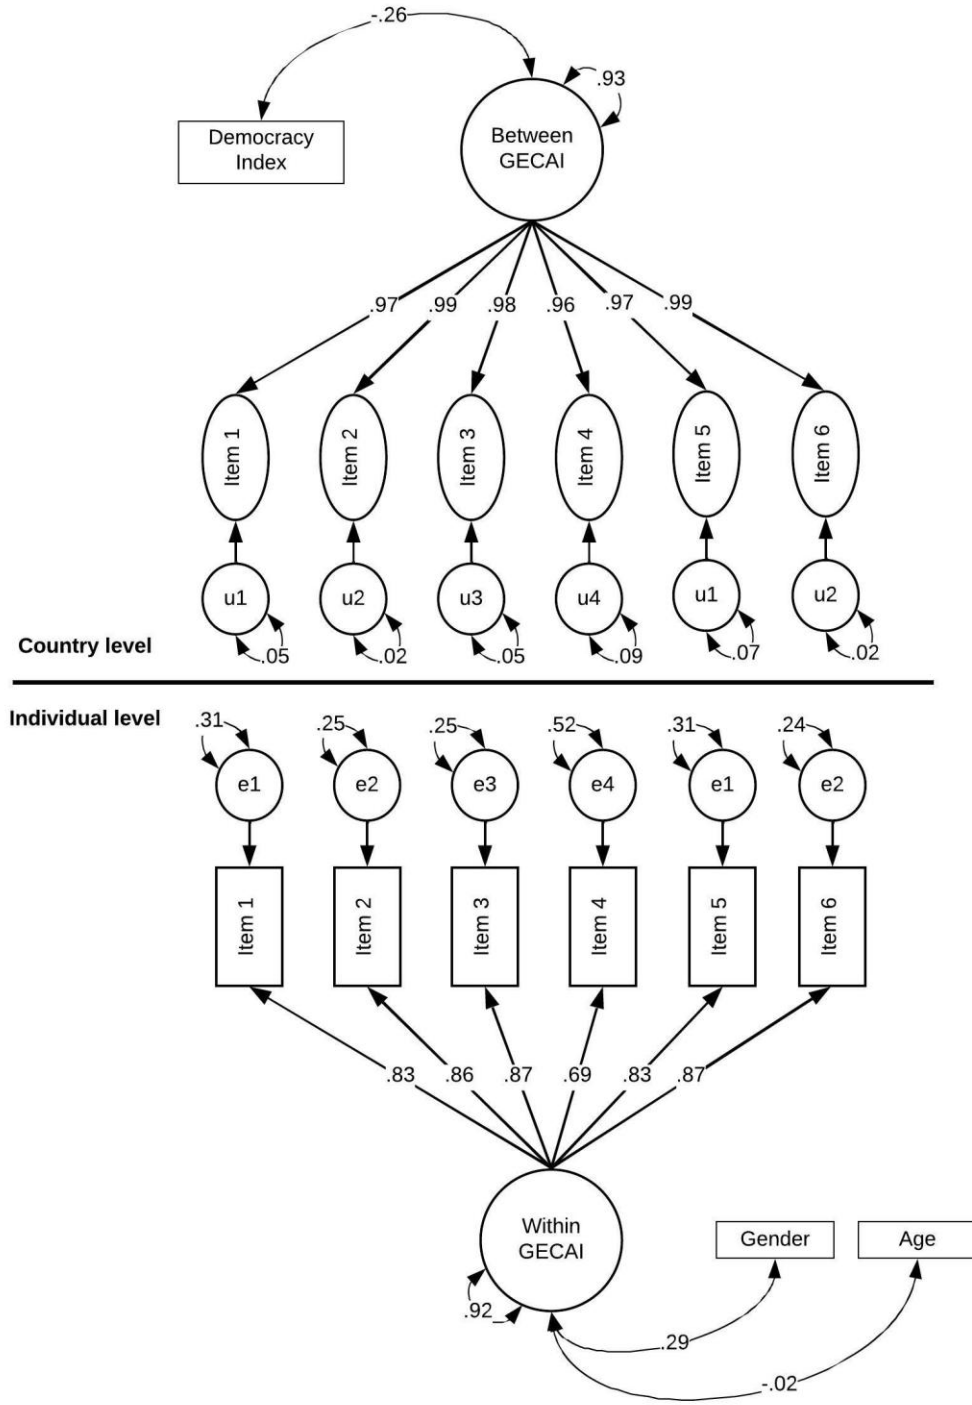 -.26
.93
Democracy
Index
Between
GECAI
.97 .99 .98 .96 .97 .99
Item 1 Item 2 Item 3 Item 4 Item 5 Item 6
u1 u2 u3 u4 u1 u2
Country level
.05 .02 .05 .09 .07 .02
Individual level
.31 .25 .25 .52 .31 .24
e1 e2 e3 e4 e1 e2
Item 1 Item 2 Item 3 Item 4 Item 5 Item 6
.83 .86 .87 .69 .83 .87
Within
GECAI
Gender Age
.92
.29
-.02